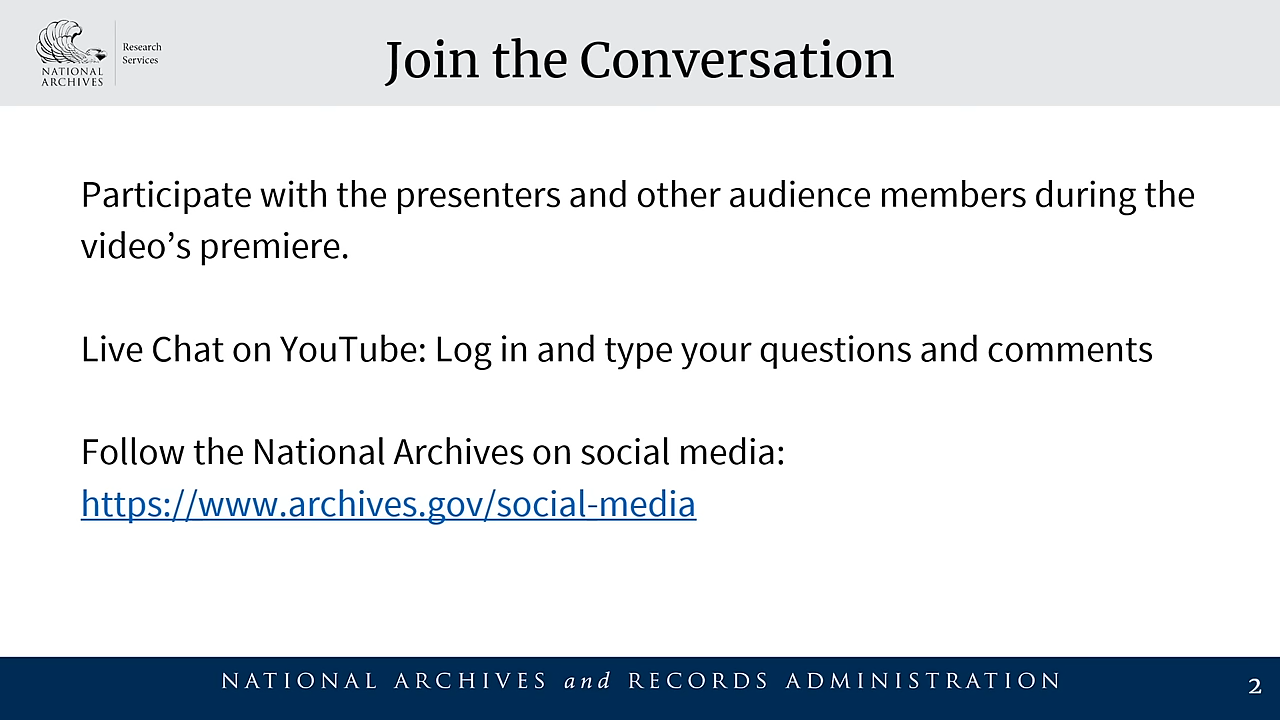 NATIONAL
ARCHIVES
Research
Services
Join the Conversation
Participate with the presenters and other audience members during the
video’s premiere.
Live Chat on YouTube: Log in and type your questions and comments
Follow the National Archives on social media:
https://www.archives.gov/social-media
NATIONAL ARCHIVES and RECORDS ADMINISTRATION
2